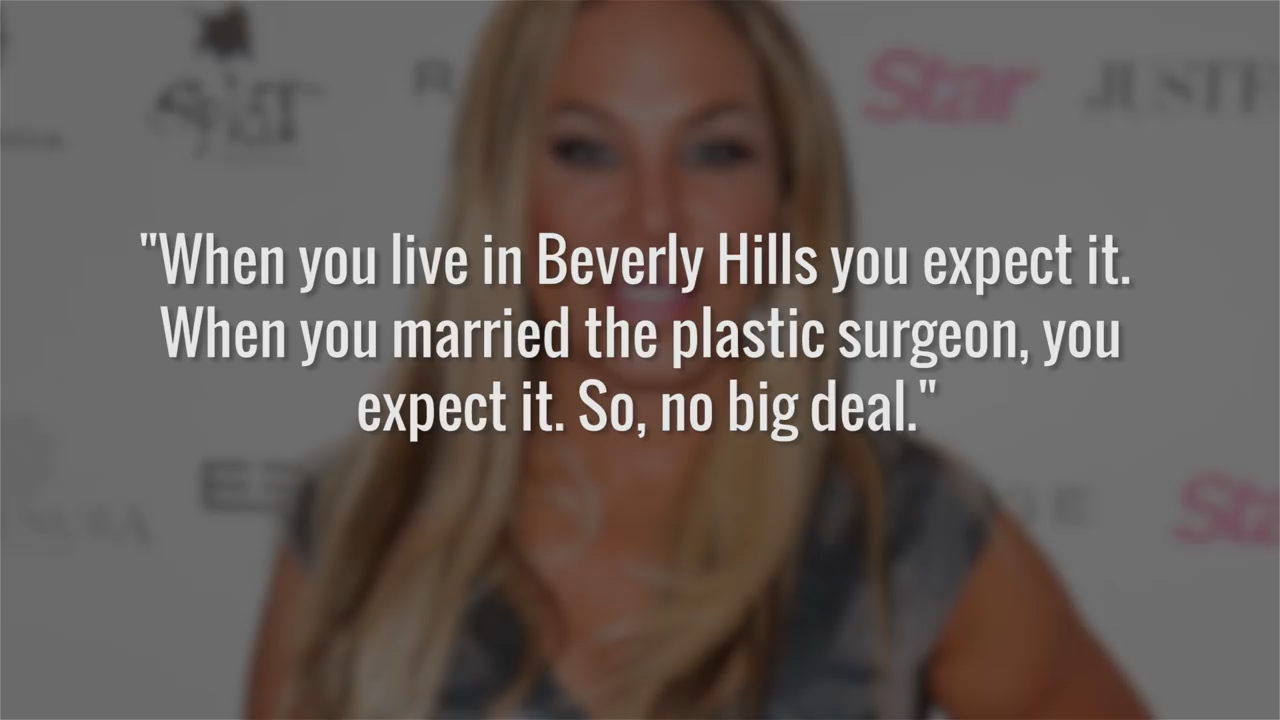 Star
"When you live in Beverly Hills you expect it.
When you married the plastic surgeon, you
expect it. So, no big deal."